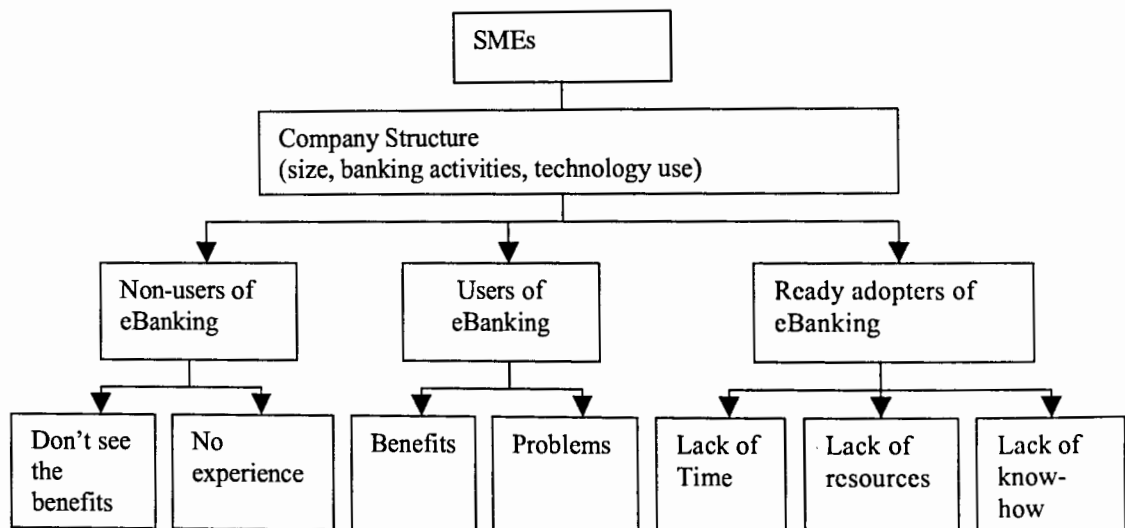 SMEs
Company Structure
(size, banking activities, technology use)
Non-users of
eBanking
Users of
eBanking
Ready adopters of
eBanking
Don't see
the
benefits
No
experience
Benefits
Problems
Lack of
Time
Lack of
resources
Lack of
know-
how